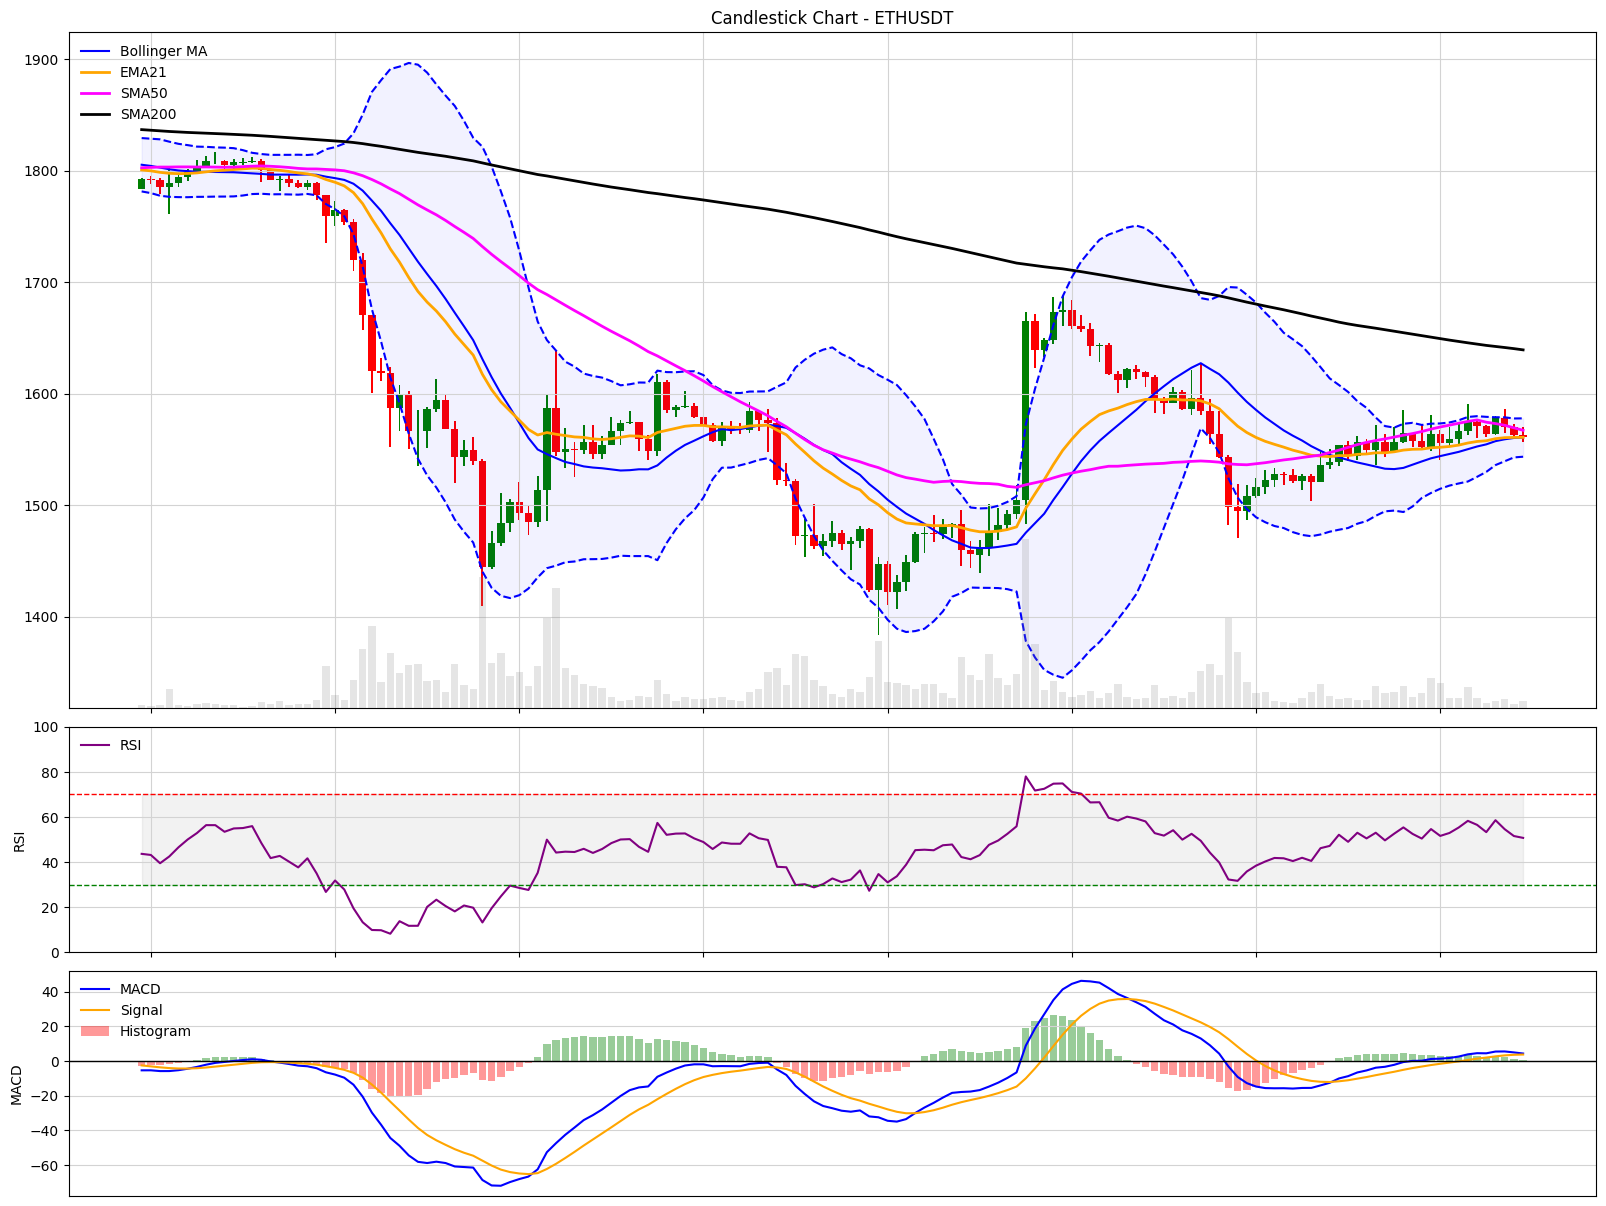 Candlestick Chart - ETHUSDT
Bollinger MA
EMA21
SMA50
SMA200
1900
1800
1700
1600
1500
1400
RSI
100
80
60
40
20
0
RSI
MACD
Signal
Histogram
40
20
0
−20
−40
−60
MACD